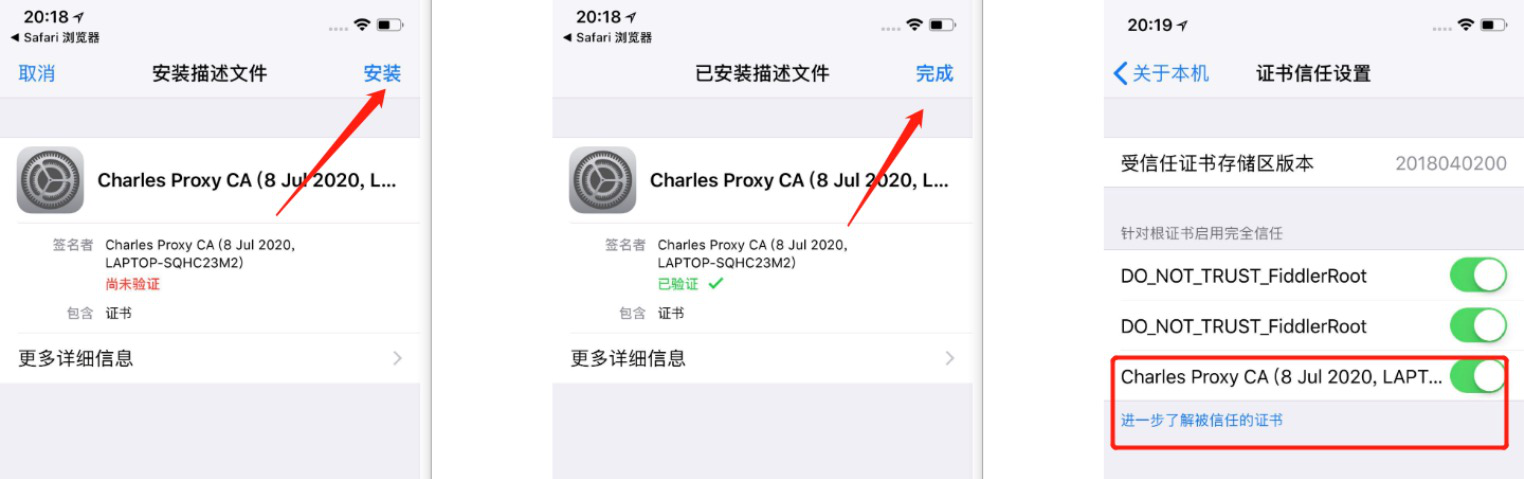 20:18
◀ Safari 浏览器
取消
安装描述文件
安装
Charles Proxy CA (8 Jul 2020, L...
签名者
Charles Proxy CA (8 Jul 2020,
LAPTOP-SQHC23M2)
尚未验证
包含
证书
更多详细信息
20:18
◀ Safari 浏览器
已安装描述文件
完成
Charles Proxy CA (8 Jul 2020, L...
签名者
Charles Proxy CA (8 Jul 2020,
LAPTOP-SQHC23M2)
已验证 ✓
包含
证书
更多详细信息
20:19
关于本机
证书信任设置
受信任证书存储区版本
2018040200
针对根证书启用完全信任
DO_NOT_TRUST_FiddlerRoot
DO_NOT_TRUST_FiddlerRoot
Charles Proxy CA (8 Jul 2020, LAPT...
进一步了解被信任的证书